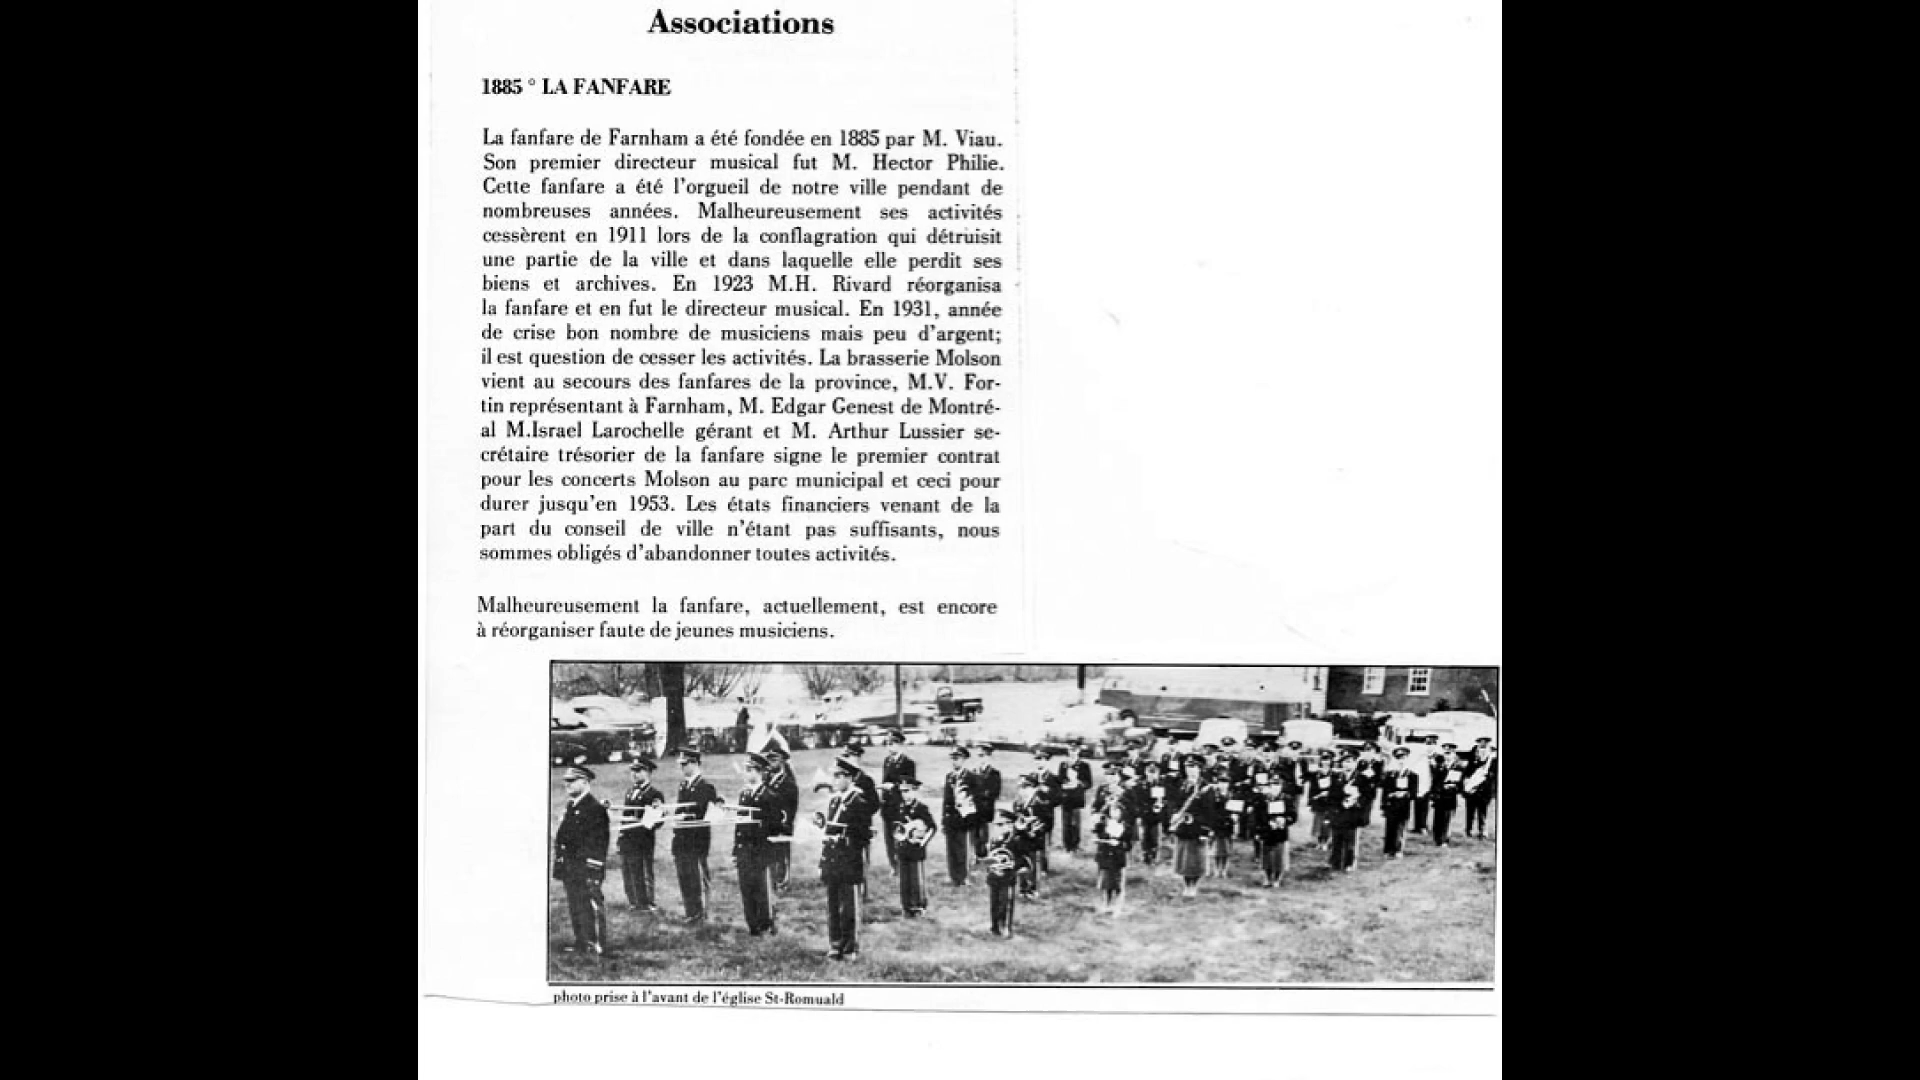 Associations
1885 ° LA FANFARE
La fanfare de Farnham a été fondée en 1885 par M. Viau.
Son premier directeur musical fut M. Hector Philie.
Cette fanfare a été l'orgueil de notre ville pendant de
nombreuses années. Malheureusement ses activités
cessèrent en 1911 lors de la conflagration qui détruisit
une partie de la ville et dans laquelle elle perdit ses
biens et archives. En 1923 M.H. Rivard réorganisa
la fanfare et en fut le directeur musical. En 1931, année
de crise bon nombre de musiciens mais peu d'argent;
il est question de cesser les activités. La brasserie Molson
vient au secours des fanfares de la province, M.V. For-
tin représentant à Farnham, M. Edgar Genest de Montré-
al M.Israel Larochelle gérant et M. Arthur Lussier se-
crétaire trésorier de la fanfare signe le premier contrat
pour les concerts Molson au parc municipal et ceci pour
durer jusqu'en 1953. Les états financiers venant de la
part du conseil de ville n'étant pas suffisants, nous
sommes obligés d'abandonner toutes activités.
Malheureusement la fanfare, actuellement, est encore
à réorganiser faute de jeunes musiciens.
photo prise à l'avant de l'église St-Romuald